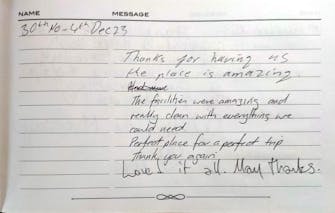 NAME MESSAGE
30th No - 4th Dec 23
Thanks for having us
the place is amazing.
The facilities were amazing and
really clean with everything we
could need
Perfect place for a perfect trip
Thank you again
Loved it all. Many thanks.